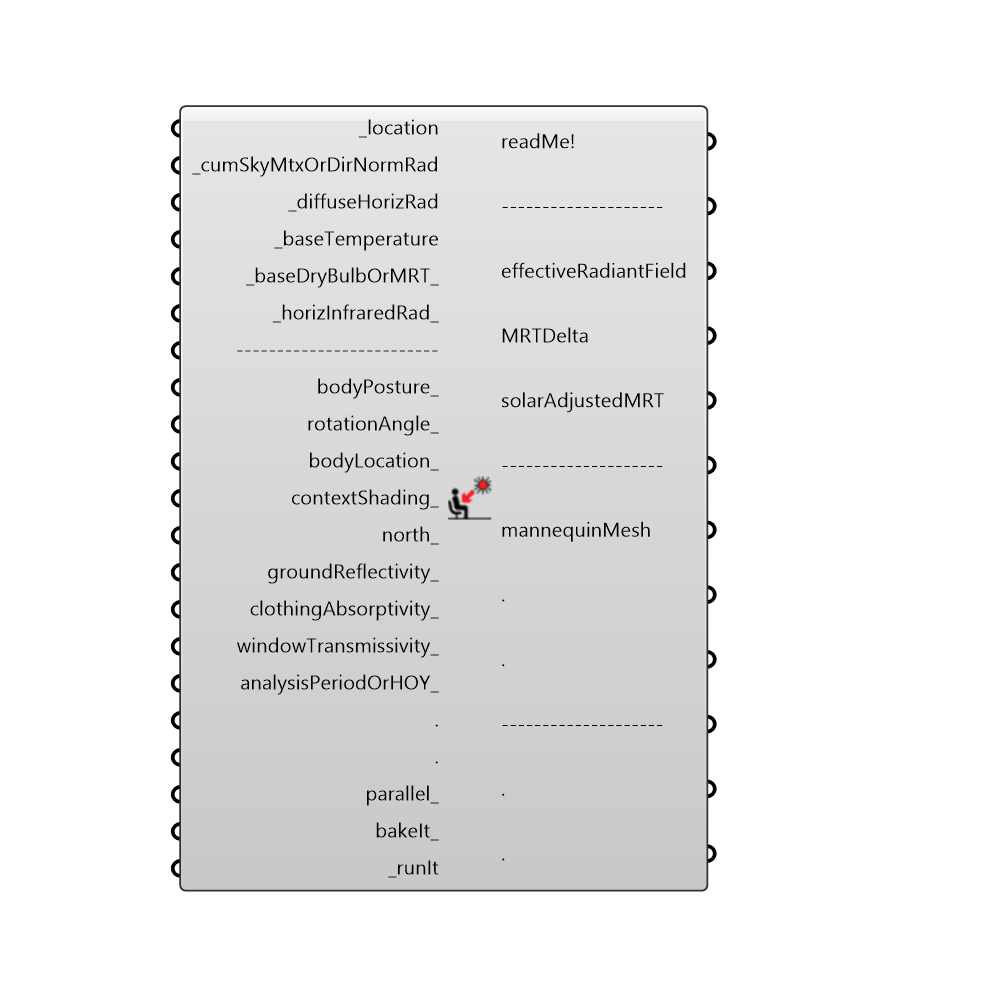 _location
_cumSkyMtxOrDirNormRad
_diffuseHorizRad
_baseTemperature
_baseDryBulbOrMRT_
_horizInfraredRad_
-------------------------
bodyPosture_
rotationAngle_
bodyLocation_
contextShading_
north_
groundReflectivity_
clothingAbsorptivity_
windowTransmissivity_
analysisPeriodOrHOY_
.
.
parallel_
bakeIt_
_runIt
readMe!
--------------------
effectiveRadiantField
MRTDelta
solarAdjustedMRT
--------------------
mannequinMesh
.
.
--------------------
.
.